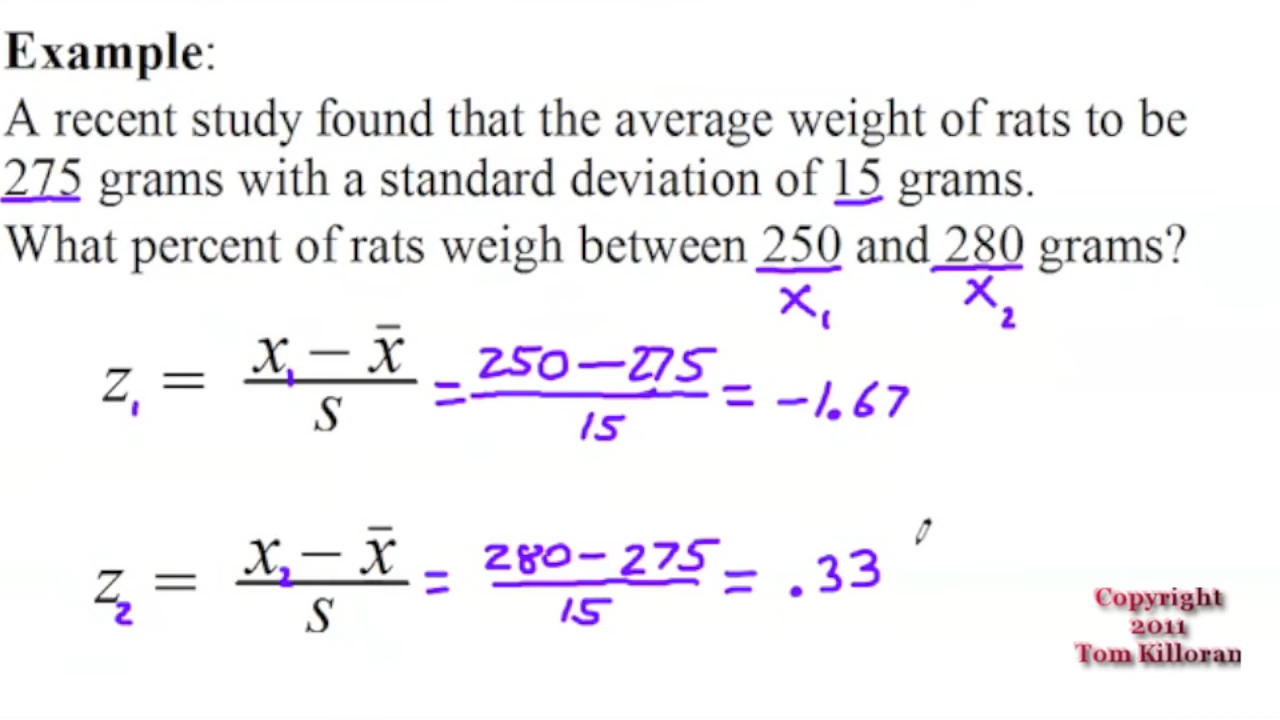 Example:
A recent study found that the average weight of rats to be
275 grams with a standard deviation of 15 grams.
What percent of rats weigh between 250 and 280 grams?
x₁ x₂
z₁ = (x₁ − x̄)/s = (250 − 275)/15 = −1.67
z₂ = (x₂ − x̄)/s = (280 − 275)/15 = .33
Copyright
2011
Tom Killoran